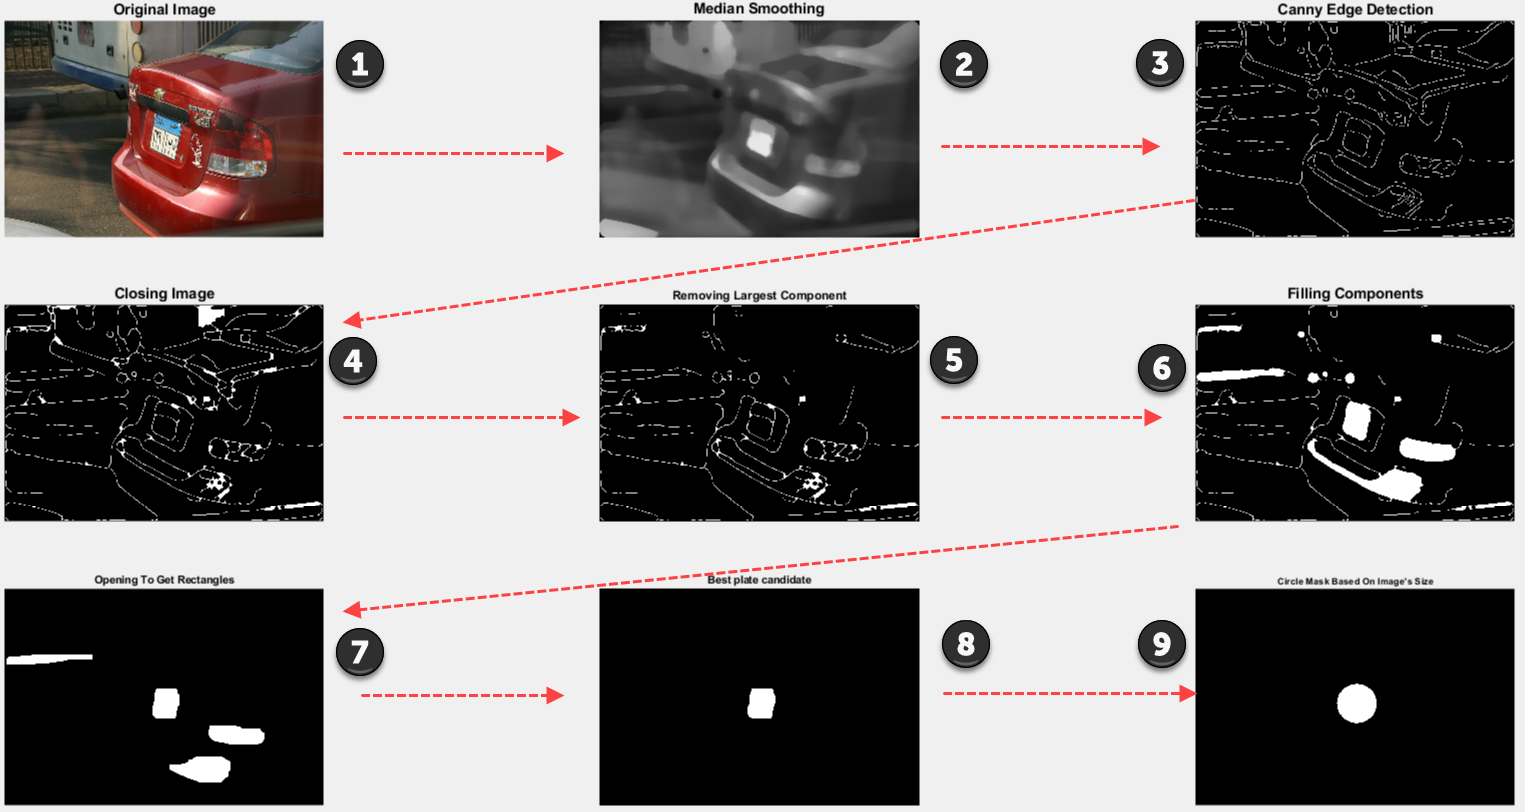 Original Image
Median Smoothing
Canny Edge Detection
1
2
3
Closing Image
Removing Largest Component
Filling Components
4
5
6
Opening To Get Rectangles
Best plate candidate
Circle Mask Based On Image's Size
7
8
9